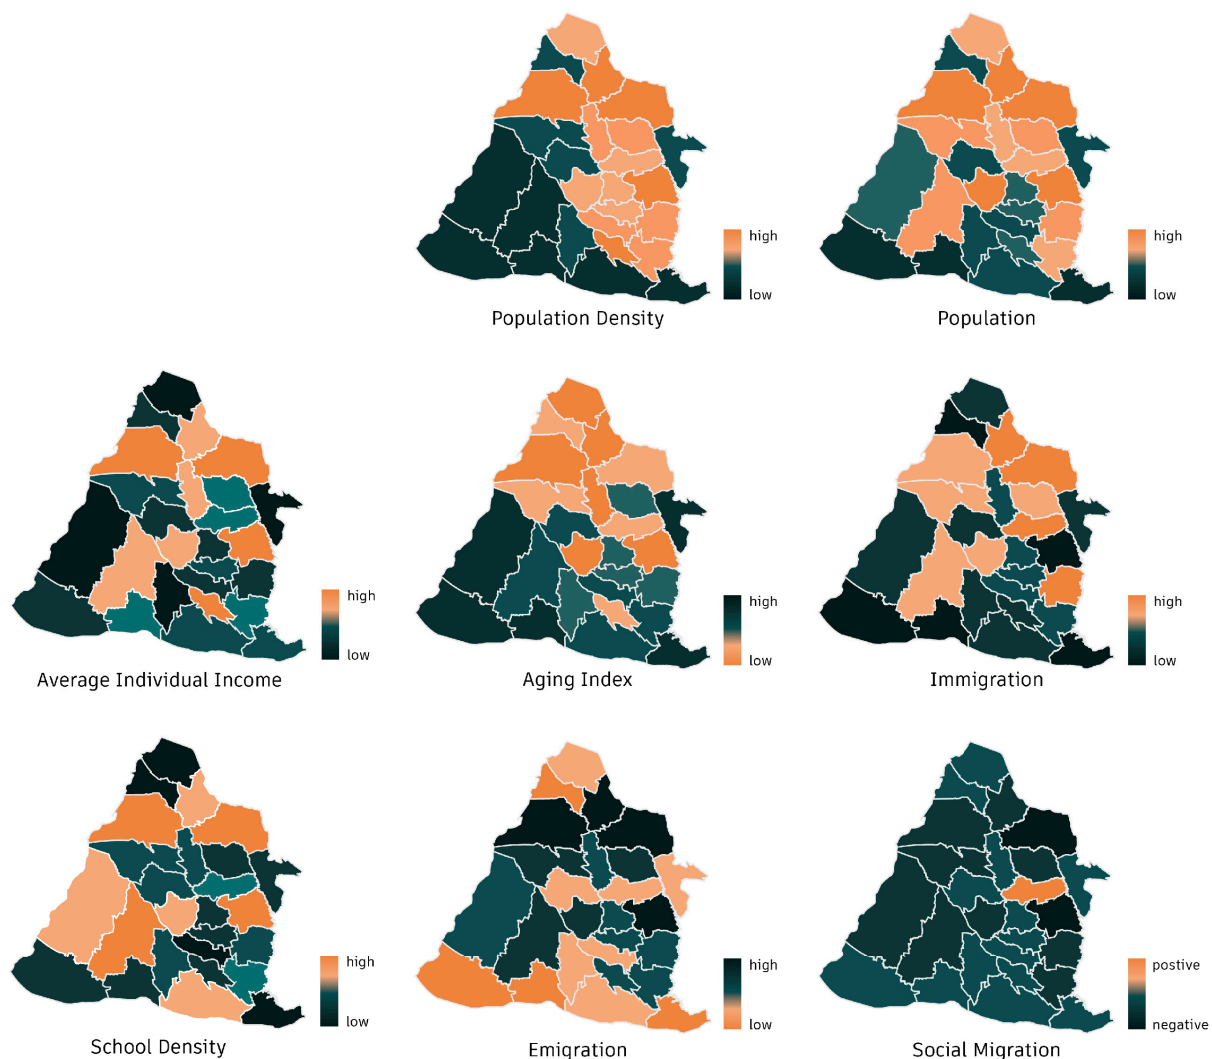 high
low
Population Density
high
low
Population
high
low
Average Individual Income
high
low
Aging Index
high
low
Immigration
high
low
School Density
high
low
Emigration
postive
negative
Social Migration